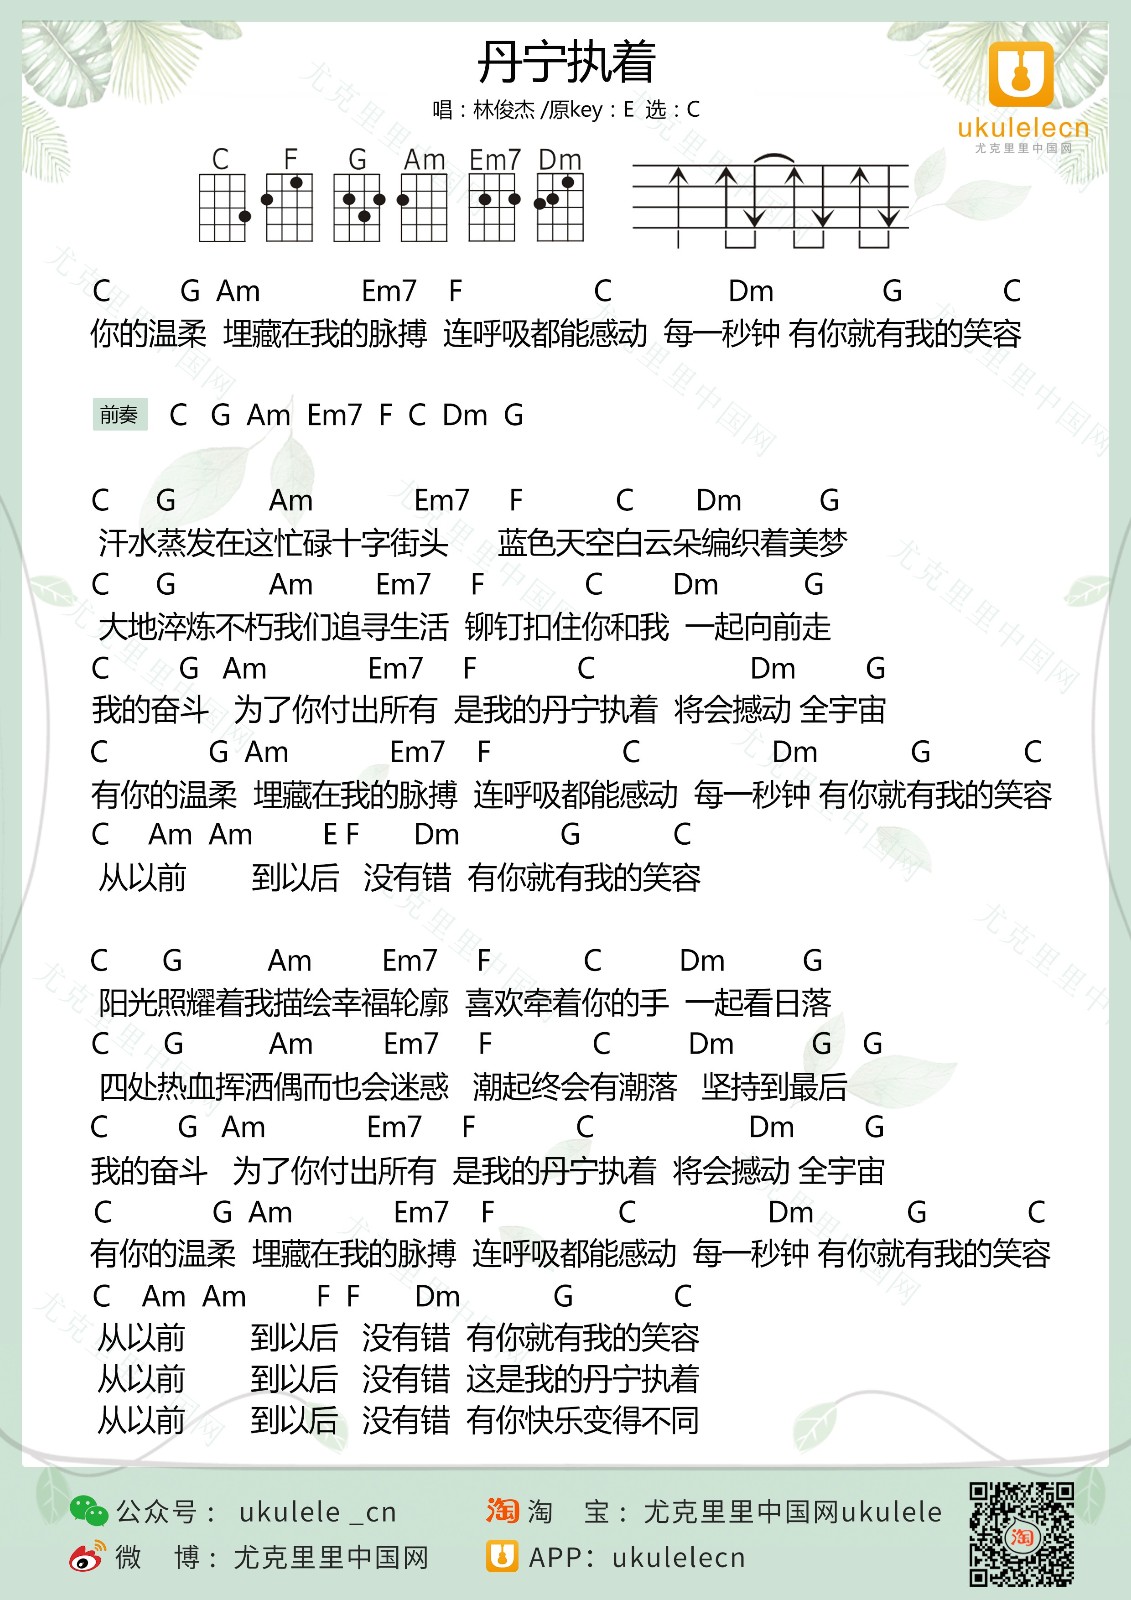 丹宁执着
唱：林俊杰 /原key：E 选：C
ukulelecn
尤克里里中国网
C F G Am Em7 Dm
C G Am Em7 F C Dm G C
你的温柔 埋藏在我的脉搏 连呼吸都能感动 每一秒钟 有你就有我的笑容
前奏 C G Am Em7 F C Dm G
C G Am Em7 F C Dm G
汗水蒸发在这忙碌十字街头 蓝色天空白云朵编织着美梦
C G Am Em7 F C Dm G
大地淬炼不朽我们追寻生活 铆钉扣住你和我 一起向前走
C G Am Em7 F C Dm G
我的奋斗 为了你付出所有 是我的丹宁执着 将会撼动 全宇宙
C G Am Em7 F C Dm G C
有你的温柔 埋藏在我的脉搏 连呼吸都能感动 每一秒钟 有你就有我的笑容
C Am Am E F Dm G C
从以前 到以后 没有错 有你就有我的笑容
C G Am Em7 F C Dm G
阳光照耀着我描绘幸福轮廓 喜欢牵着你的手 一起看日落
C G Am Em7 F C Dm G G
四处热血挥洒偶而也会迷惑 潮起终会有潮落 坚持到最后
C G Am Em7 F C Dm G
我的奋斗 为了你付出所有 是我的丹宁执着 将会撼动 全宇宙
C G Am Em7 F C Dm G C
有你的温柔 埋藏在我的脉搏 连呼吸都能感动 每一秒钟 有你就有我的笑容
C Am Am F F Dm G C
从以前 到以后 没有错 有你就有我的笑容
从以前 到以后 没有错 这是我的丹宁执着
从以前 到以后 没有错 有你快乐变得不同
公众号： ukulele _cn
淘 淘 宝：尤克里里中国网ukulele
微 博：尤克里里中国网
APP：ukulelecn
淘